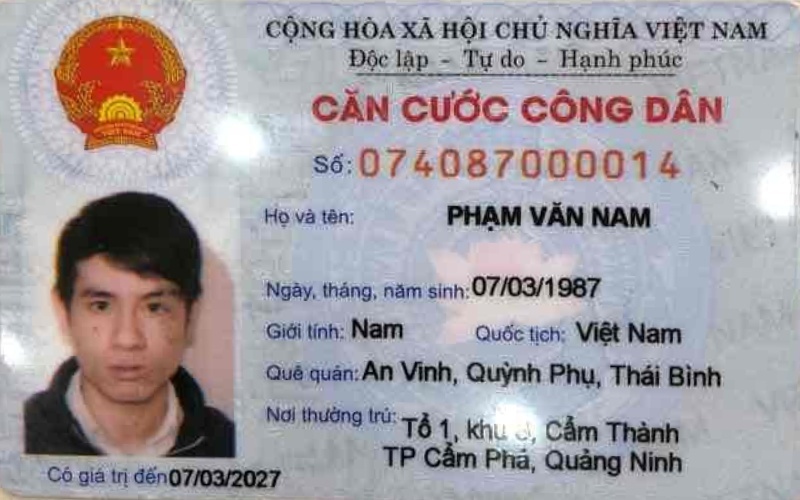 CỘNG HÒA XÃ HỘI CHỦ NGHĨA VIỆT NAM
Độc lập - Tự do - Hạnh phúc
CĂN CƯỚC CÔNG DÂN
Số: 074087000014
Họ và tên: PHẠM VĂN NAM
Ngày, tháng, năm sinh: 07/03/1987
Giới tính: Nam Quốc tịch: Việt Nam
Quê quán: An Vinh, Quỳnh Phụ, Thái Bình
Nơi thường trú: Tổ 1, khu Cẩm Thành
TP Cẩm Phả, Quảng Ninh
Có giá trị đến 07/03/2027